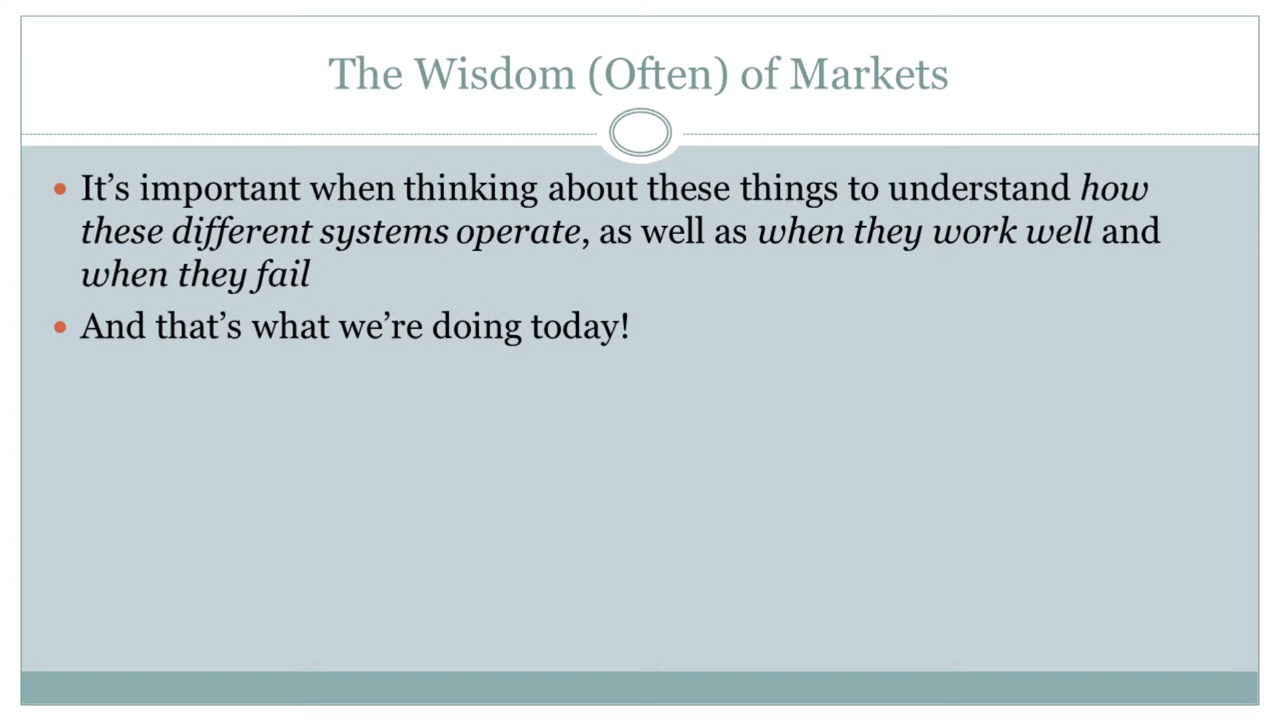 The Wisdom (Often) of Markets
It’s important when thinking about these things to understand how
these different systems operate, as well as when they work well and
when they fail
And that’s what we’re doing today!